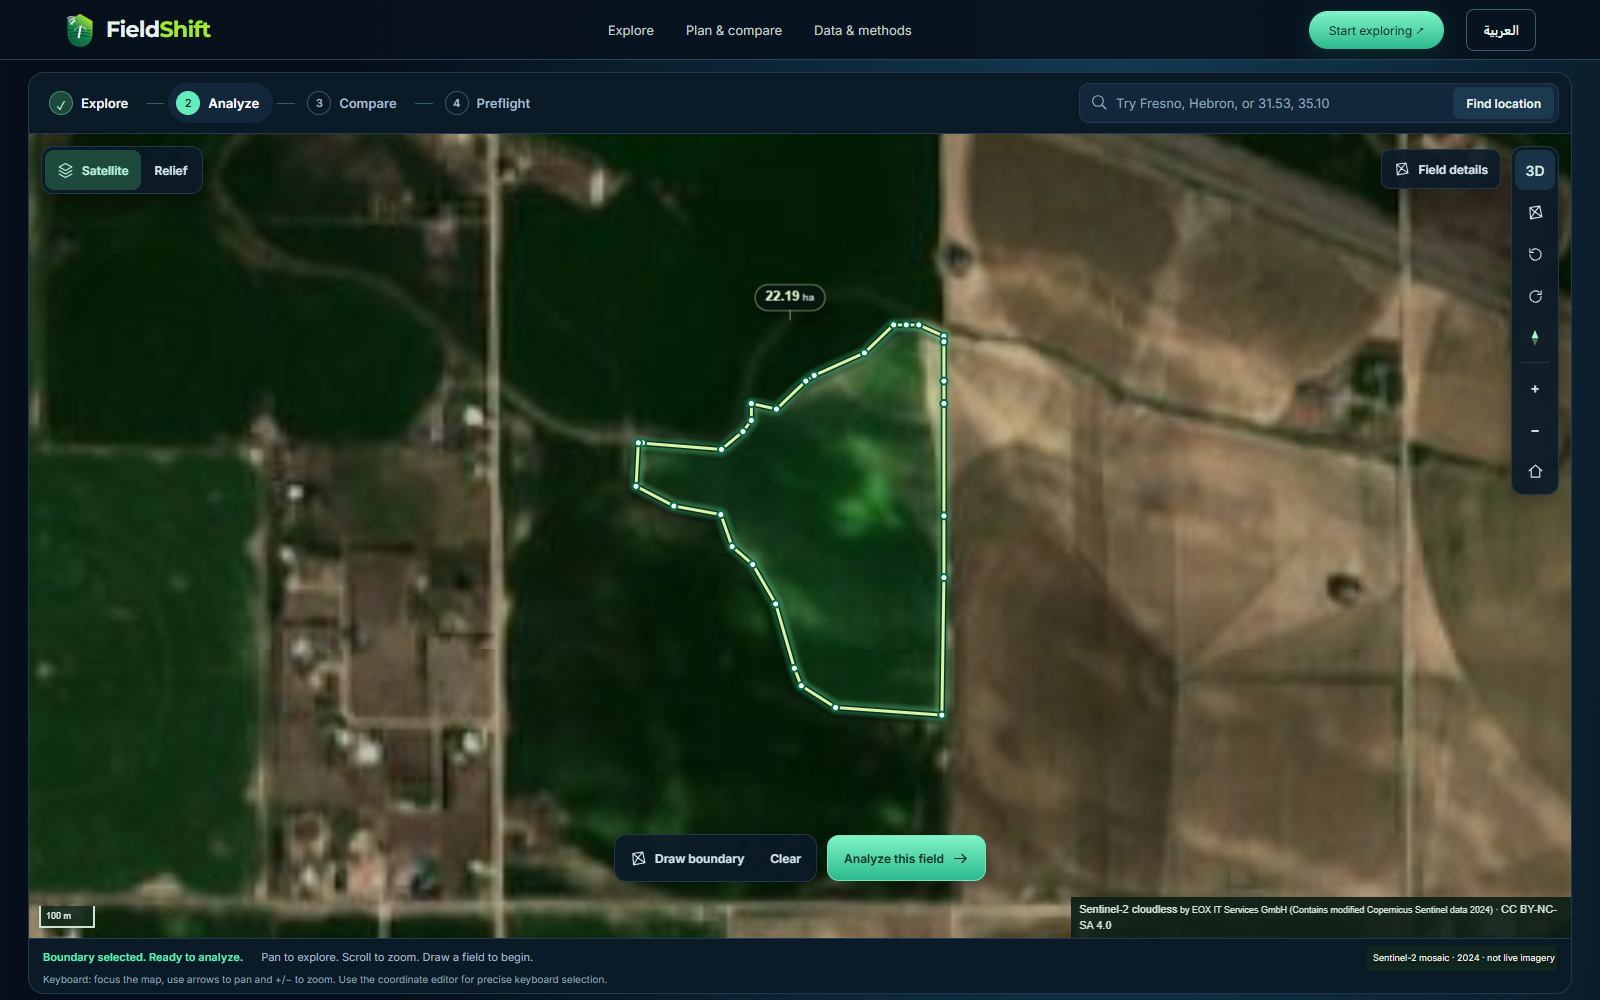 FieldShift
Explore
Plan & compare
Data & methods
Start exploring ↗
العربية
✓ Explore
2 Analyze
3 Compare
4 Preflight
Try Fresno, Hebron, or 31.53, 35.10
Find location
Satellite
Relief
Field details
3D
22.19 ha
+
−
Draw boundary
Clear
Analyze this field →
100 m
Sentinel-2 cloudless by EOX IT Services GmbH (Contains modified Copernicus Sentinel data 2024) · CC BY-NC-
SA 4.0
Boundary selected. Ready to analyze.
Pan to explore. Scroll to zoom. Draw a field to begin.
Sentinel-2 mosaic · 2024 · not live imagery
Keyboard: focus the map, use arrows to pan and +/− to zoom. Use the coordinate editor for precise keyboard selection.